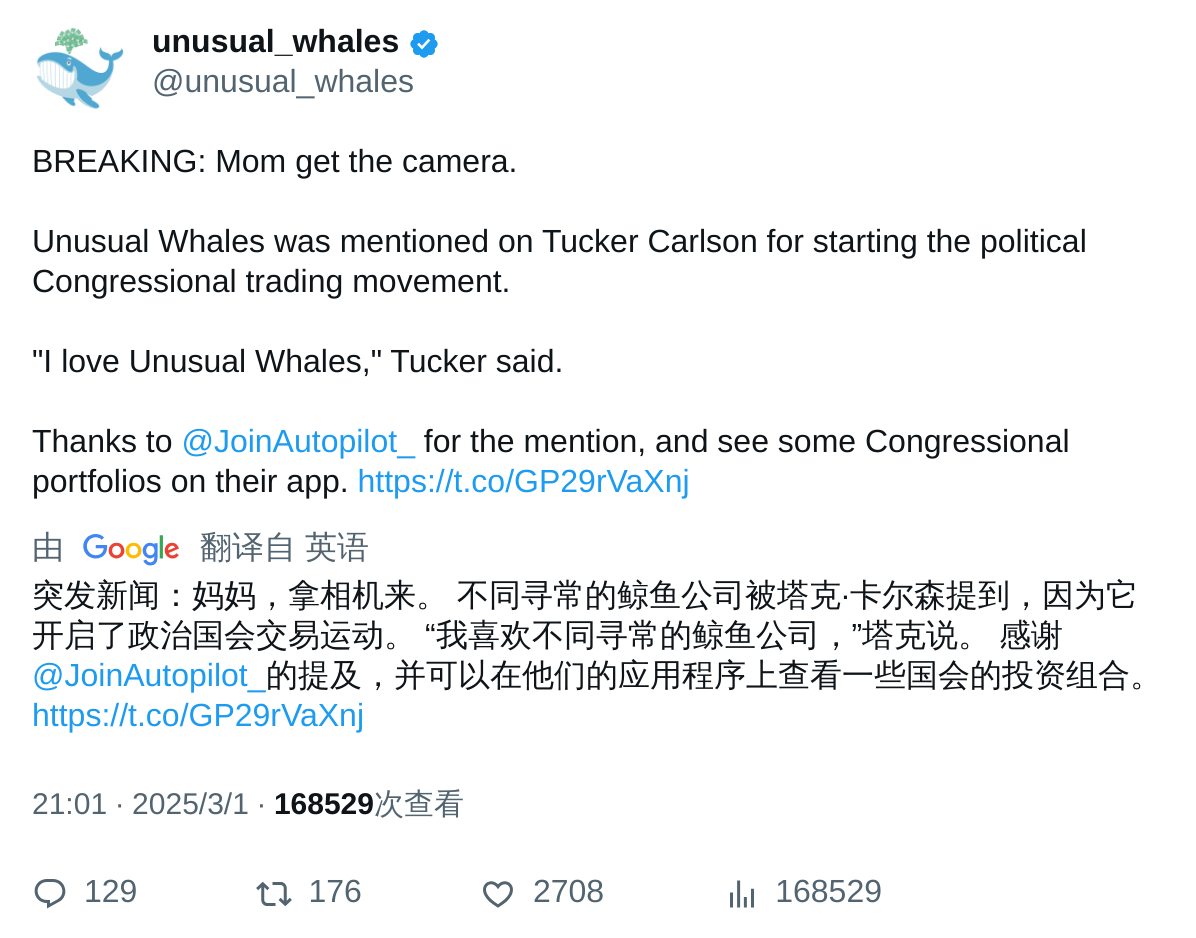 unusual_whales
@unusual_whales
BREAKING: Mom get the camera.
Unusual Whales was mentioned on Tucker Carlson for starting the political
Congressional trading movement.
"I love Unusual Whales," Tucker said.
Thanks to @JoinAutopilot_ for the mention, and see some Congressional
portfolios on their app. https://t.co/GP29rVaXnj
由 Google 翻译自 英语
突发新闻：妈妈，拿相机来。 不同寻常的鲸鱼公司被塔克·卡尔森提到，因为它
开启了政治国会交易运动。 “我喜欢不同寻常的鲸鱼公司，”塔克说。 感谢
@JoinAutopilot_的提及，并可以在他们的应用程序上查看一些国会的投资组合。
https://t.co/GP29rVaXnj
21:01 · 2025/3/1 · 168529次查看
129 176 2708 168529